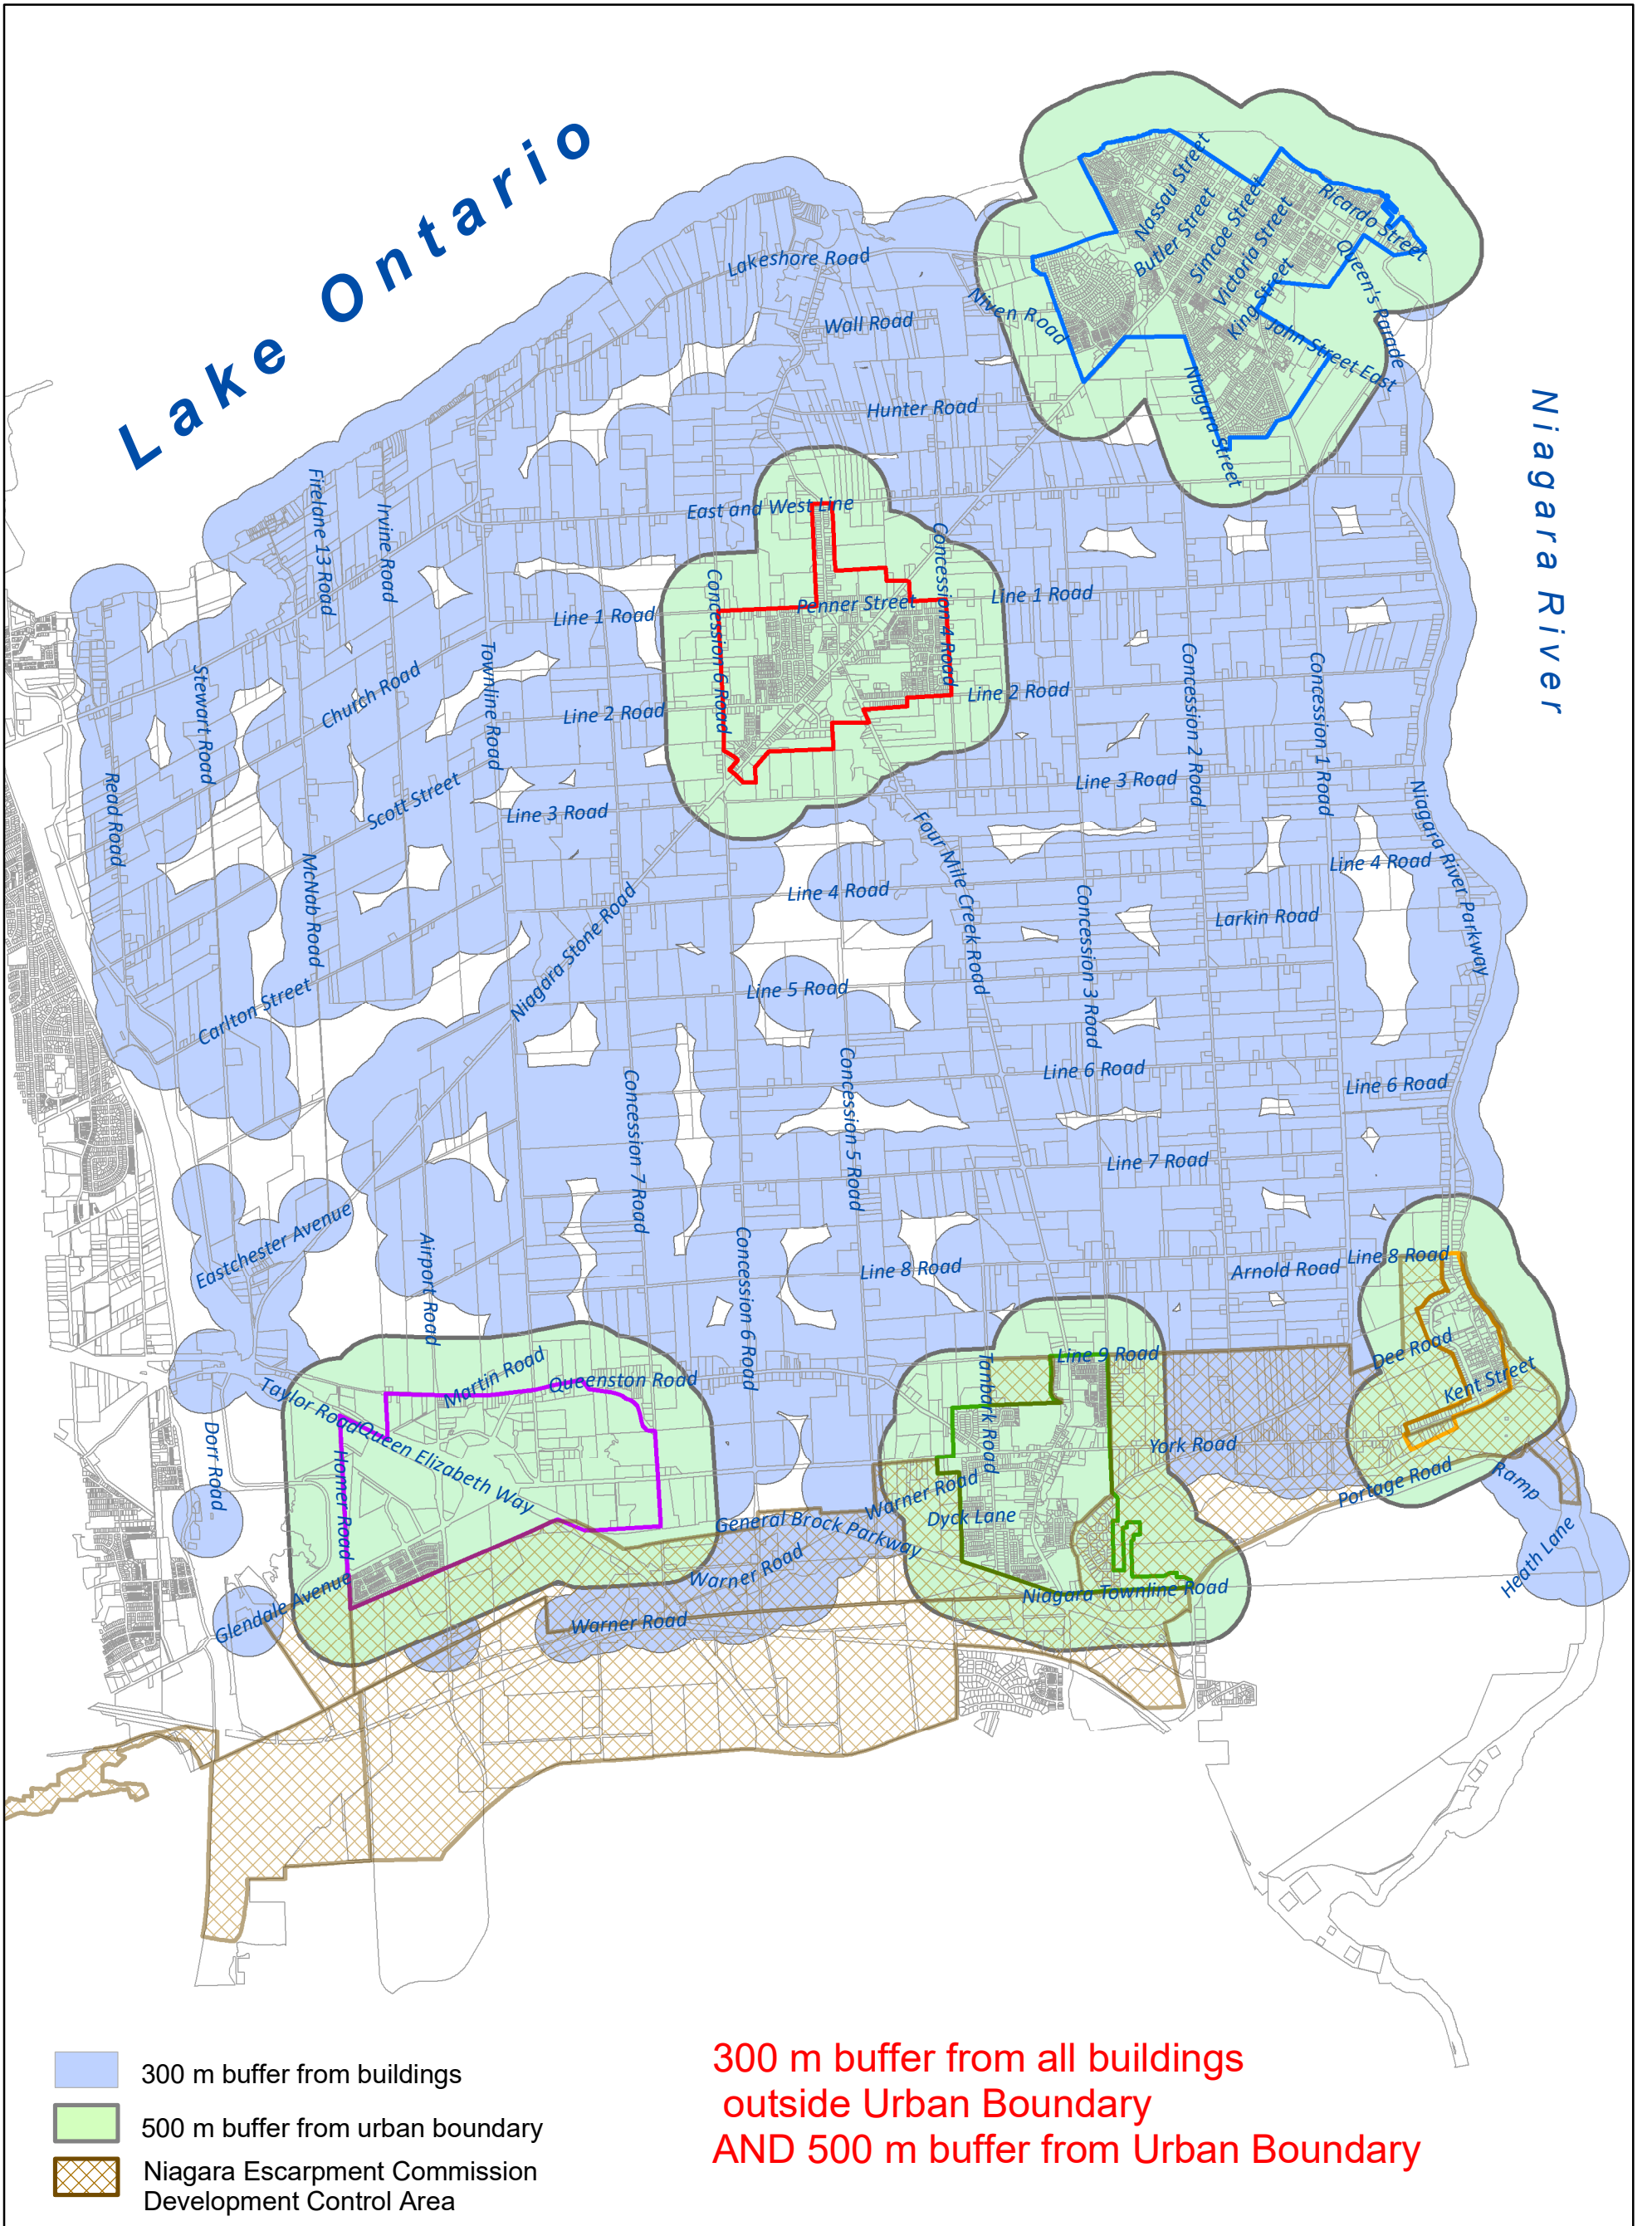 Lake Ontario
Niagara River
Nassau Street
Butler Street
Simcoe Street
Victoria Street
King Street
Ricardo Street
Queen's Parade
John Street East
Niagara Street
Lakeshore Road
Niven Road
Wall Road
Hunter Road
East and West Line
Firelane 13 Road
Irvine Road
Concession 6 Road
Concession 4 Road
Penner Street
Line 1 Road
Line 1 Road
Stewart Road
Church Road
Townline Road
Line 2 Road
Line 2 Road
Concession 2 Road
Concession 1 Road
Read Road
Scott Street
Line 3 Road
Line 3 Road
Niagara River Parkway
McNab Road
Niagara Stone Road
Four Mile Creek Road
Line 4 Road
Line 4 Road
Concession 3 Road
Larkin Road
Carlton Street
Line 5 Road
Concession 7 Road
Concession 5 Road
Line 6 Road
Line 6 Road
Line 7 Road
Eastchester Avenue
Airport Road
Concession 6 Road
Line 8 Road
Arnold Road
Line 8 Road
Martin Road
Queenston Road
Taylor Road
Queen Elizabeth Way
Dorr Road
Homer Road
Tanbark Road
Line 9 Road
Dee Road
Kent Street
York Road
Portage Road
Ramp
Heath Lane
Warner Road
Dyck Lane
General Brock Parkway
Warner Road
Glendale Avenue
Warner Road
Niagara Townline Road
300 m buffer from buildings
500 m buffer from urban boundary
Niagara Escarpment Commission
Development Control Area
300 m buffer from all buildings
outside Urban Boundary
AND 500 m buffer from Urban Boundary